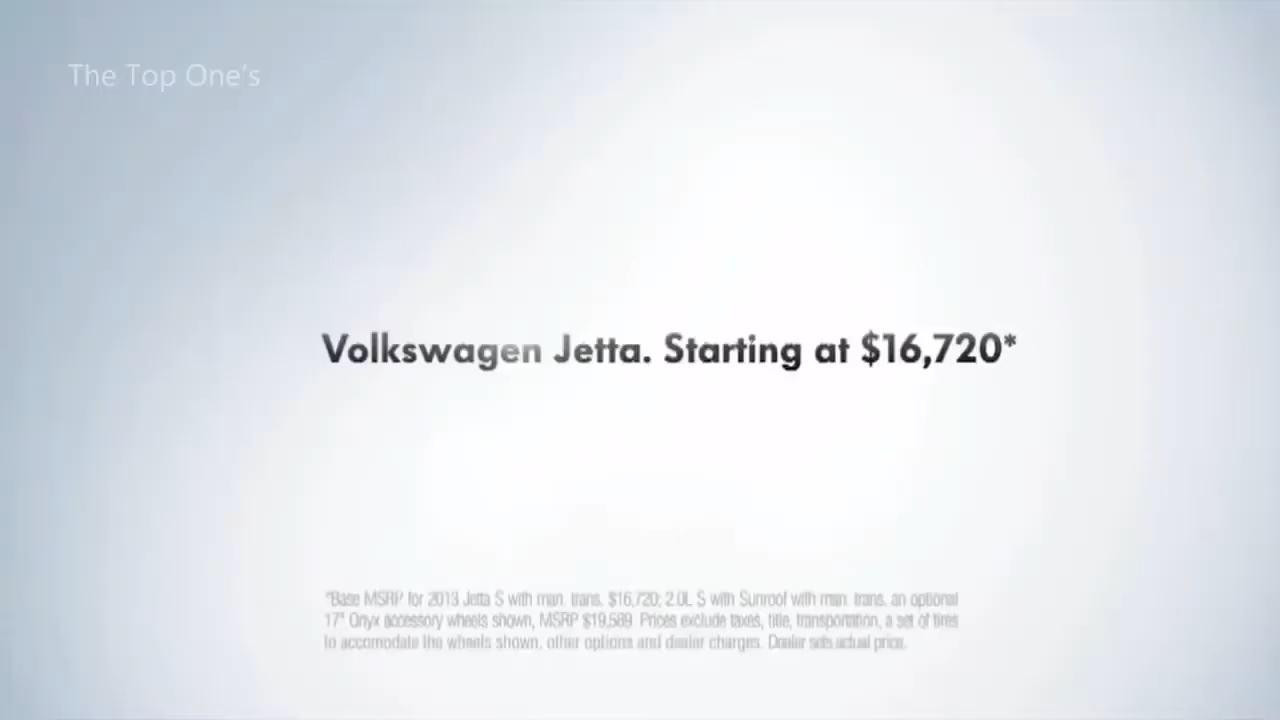 The Top One's
Volkswagen Jetta. Starting at $16,720*
*Base MSRP for 2013 Jetta S with man. trans. $16,720; 2.0L S with Sunroof with man. trans. an optional
17" Onyx accessory wheels shown, MSRP $19,589. Prices exclude taxes, title, transportation, a set of tires
to accomodate the wheels shown, other options and dealer charges. Dealer sets actual price.